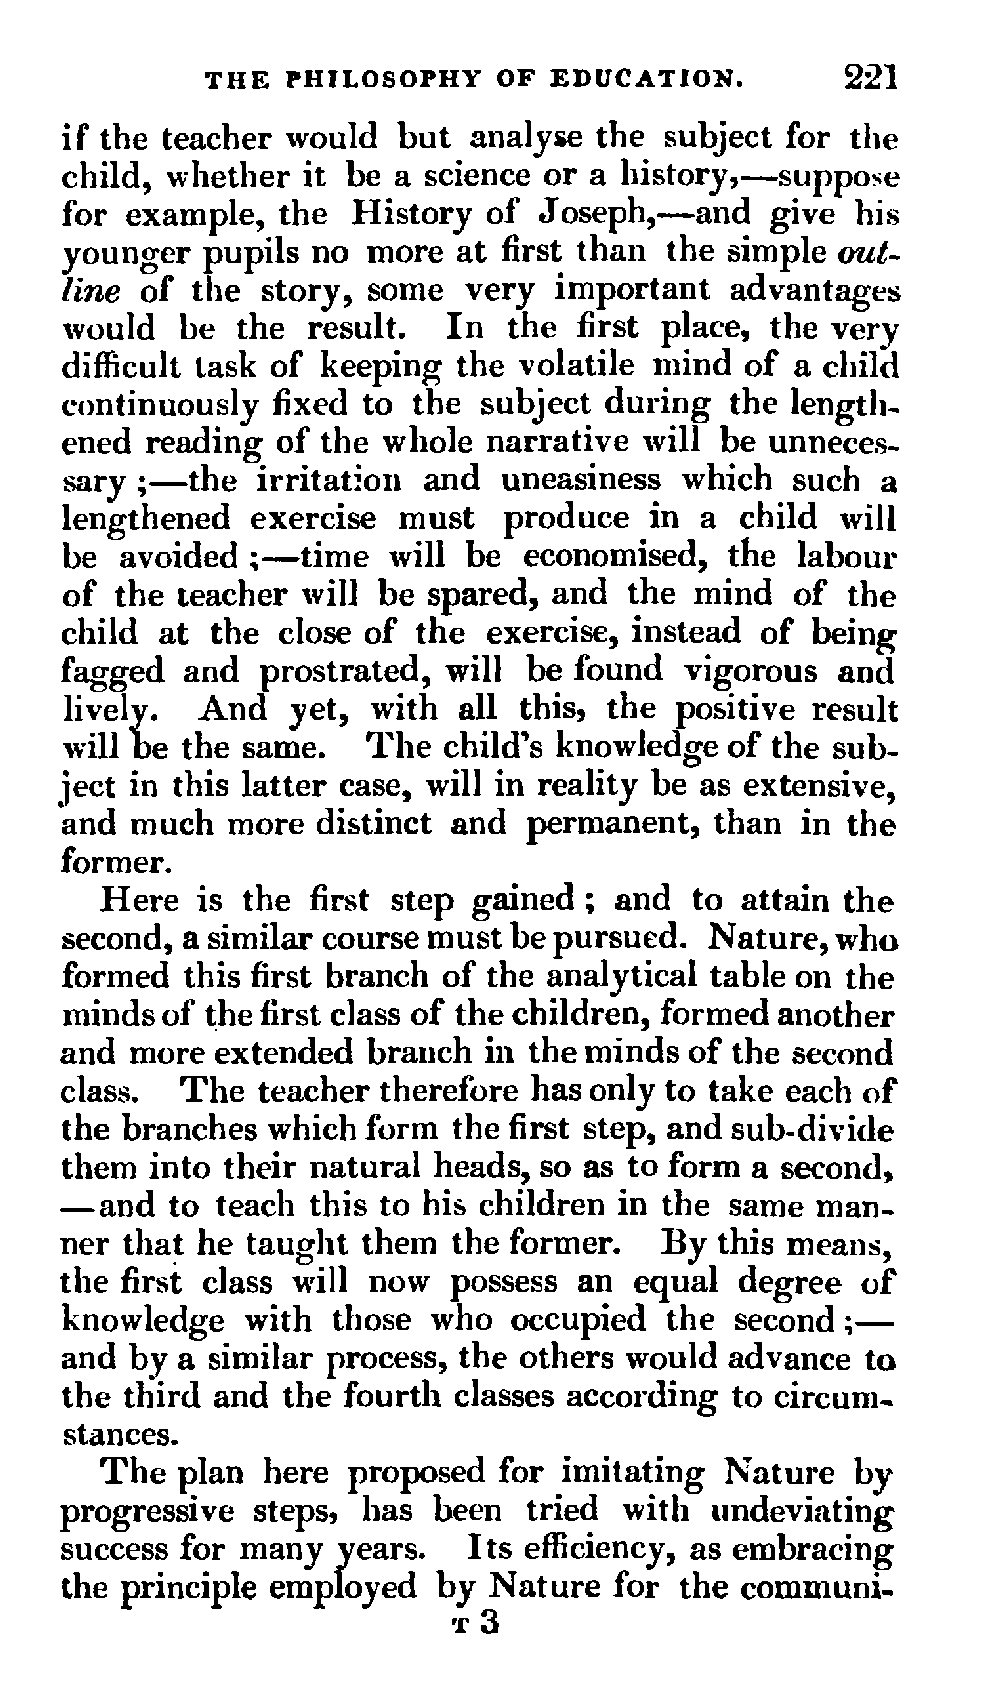 THE PHILOSOPHY OF EDUCATION. 221
if the teacher would but analyse the subject for the
child, whether it be a science or a history,—suppose
for example, the History of Joseph,—and give his
younger pupils no more at first than the simple out-
line of the story, some very important advantages
would be the result. In the first place, the very
difficult task of keeping the volatile mind of a child
continuously fixed to the subject during the length-
ened reading of the whole narrative will be unneces-
sary ;—the irritation and uneasiness which such a
lengthened exercise must produce in a child will
be avoided ;—time will be economised, the labour
of the teacher will be spared, and the mind of the
child at the close of the exercise, instead of being
fagged and prostrated, will be found vigorous and
lively. And yet, with all this, the positive result
will be the same. The child's knowledge of the sub-
ject in this latter case, will in reality be as extensive,
and much more distinct and permanent, than in the
former.
Here is the first step gained ; and to attain the
second, a similar course must be pursued. Nature, who
formed this first branch of the analytical table on the
minds of the first class of the children, formed another
and more extended branch in the minds of the second
class. The teacher therefore has only to take each of
the branches which form the first step, and sub-divide
them into their natural heads, so as to form a second,
—and to teach this to his children in the same man-
ner that he taught them the former. By this means,
the first class will now possess an equal degree of
knowledge with those who occupied the second ;—
and by a similar process, the others would advance to
the third and the fourth classes according to circum-
stances.
The plan here proposed for imitating Nature by
progressive steps, has been tried with undeviating
success for many years. Its efficiency, as embracing
the principle employed by Nature for the communi-
T 3